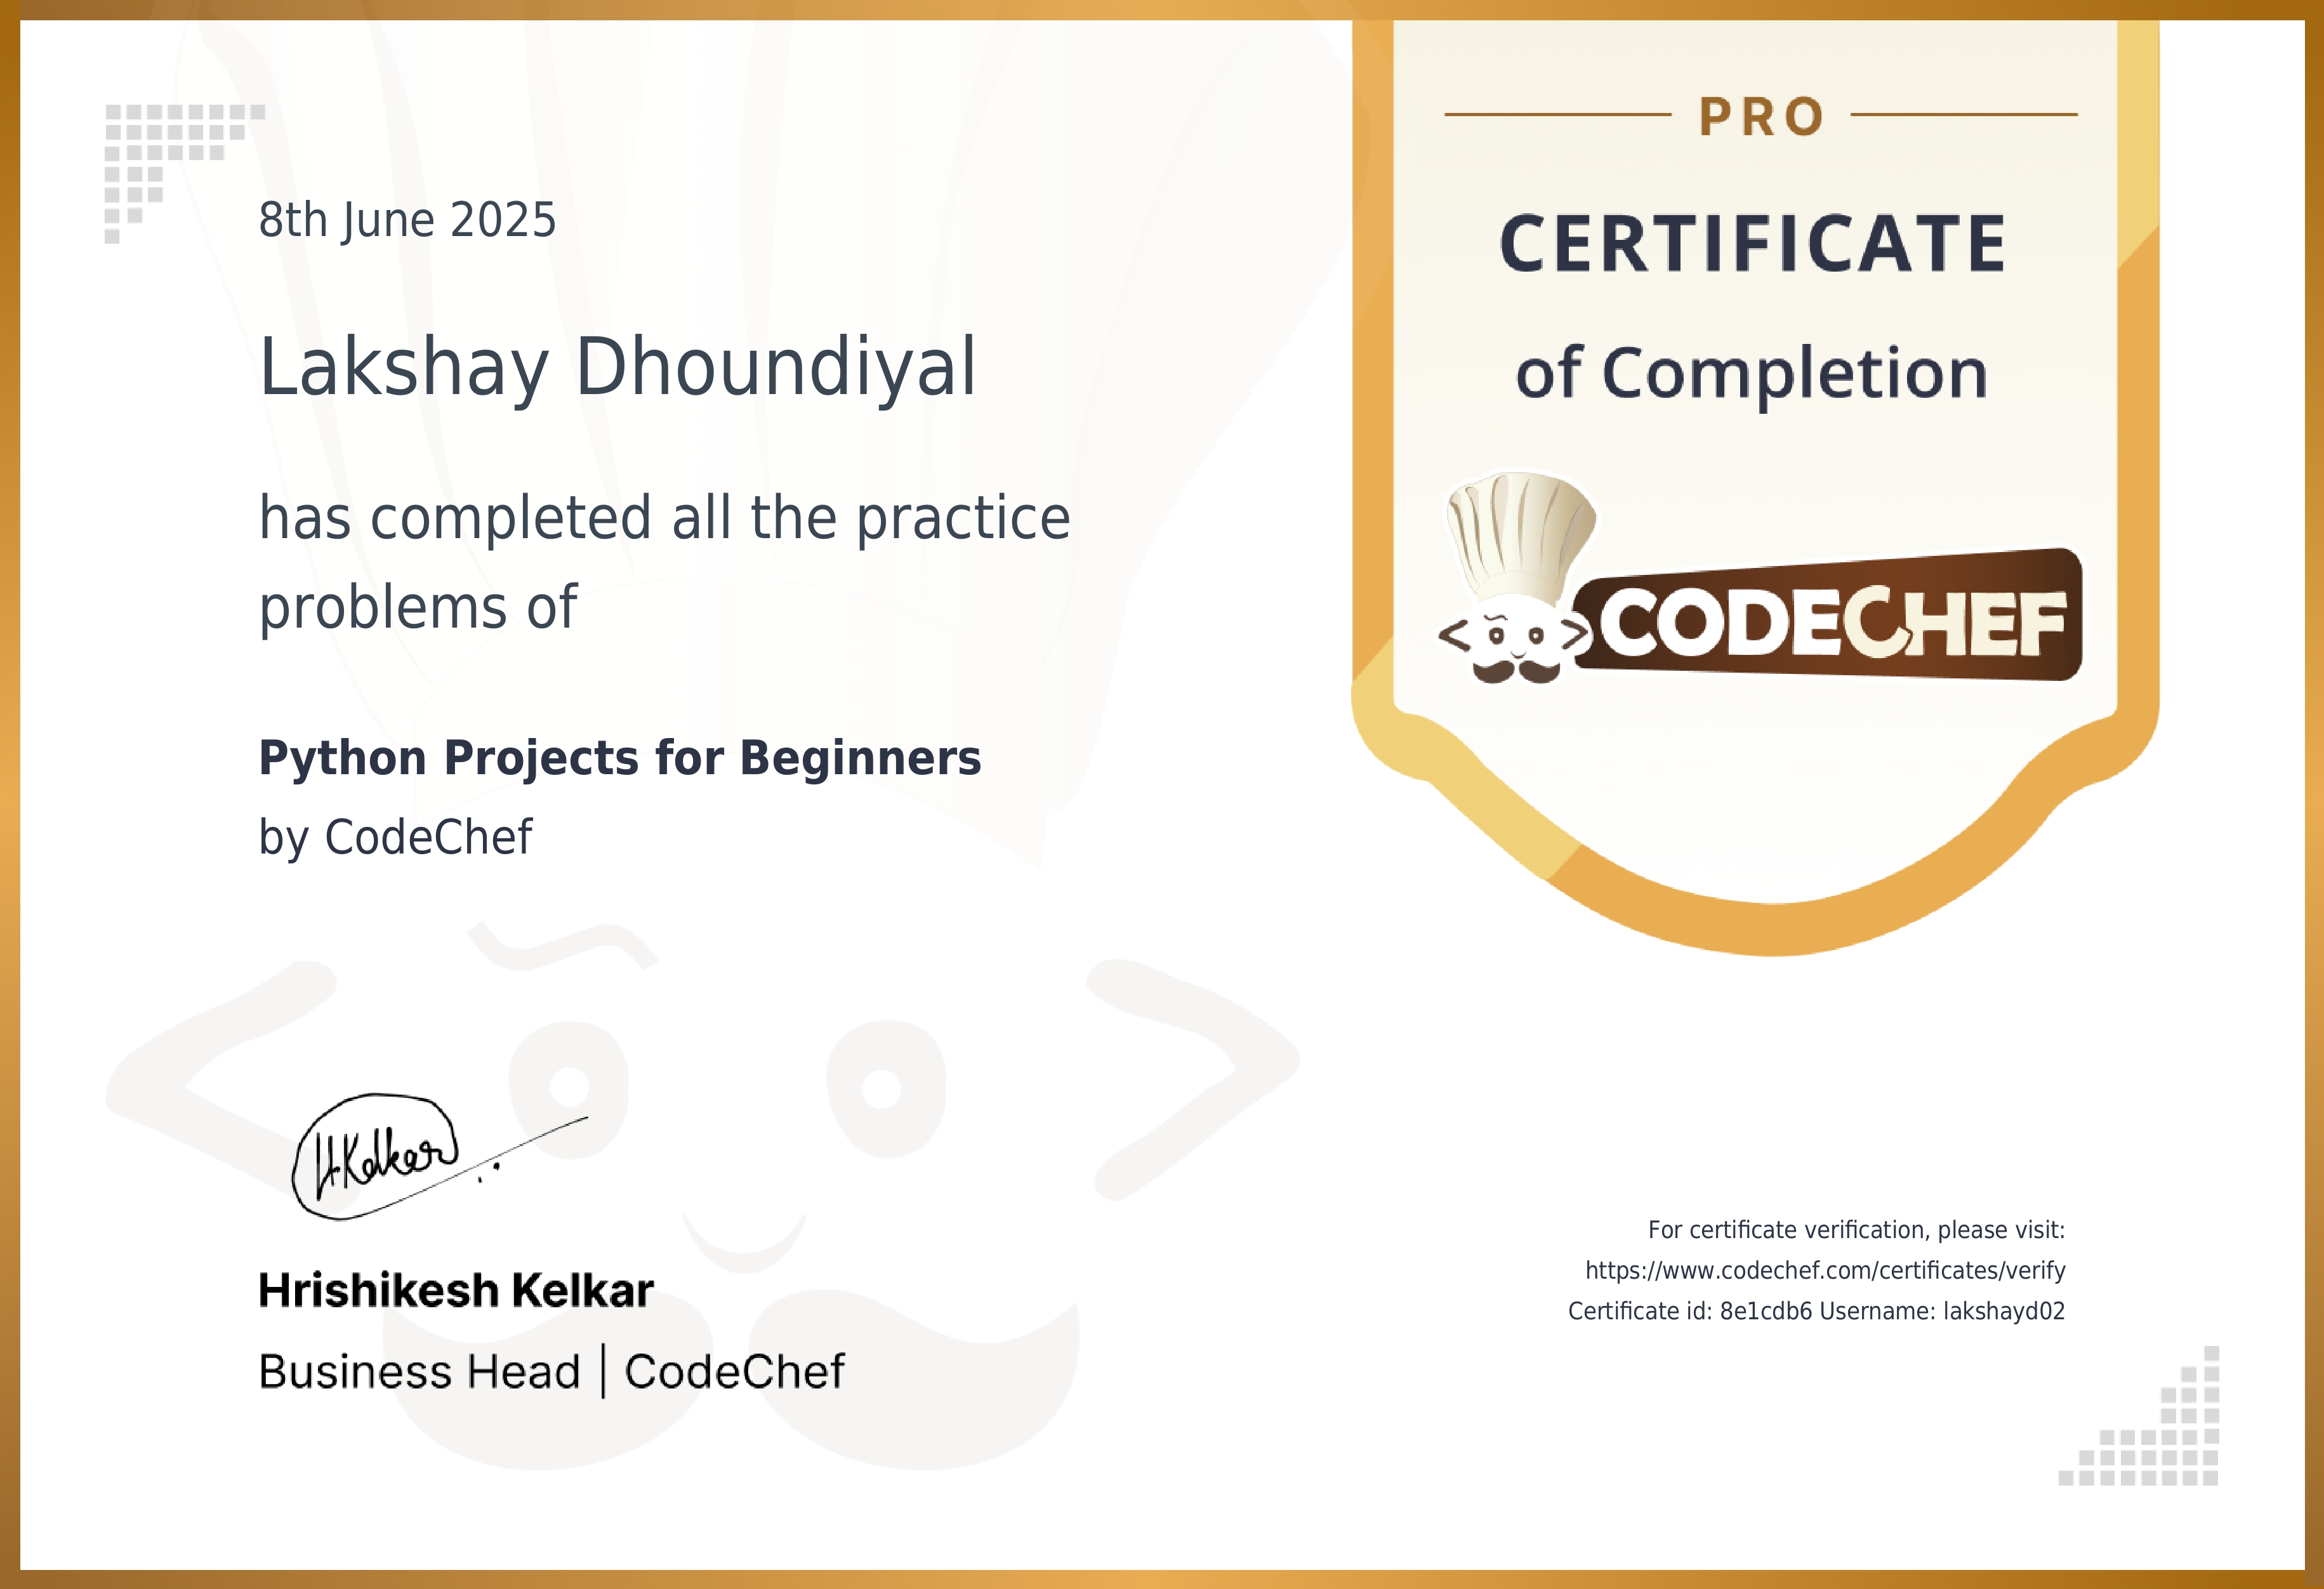 8th June 2025
Lakshay Dhoundiyal
has completed all the practice
problems of
Python Projects for Beginners
by CodeChef
HKelkar
Hrishikesh Kelkar
Business Head | CodeChef
PRO
CERTIFICATE
of Completion
CODECHEF
For certificate verification, please visit:
https://www.codechef.com/certificates/verify
Certificate id: 8e1cdb6 Username: lakshayd02